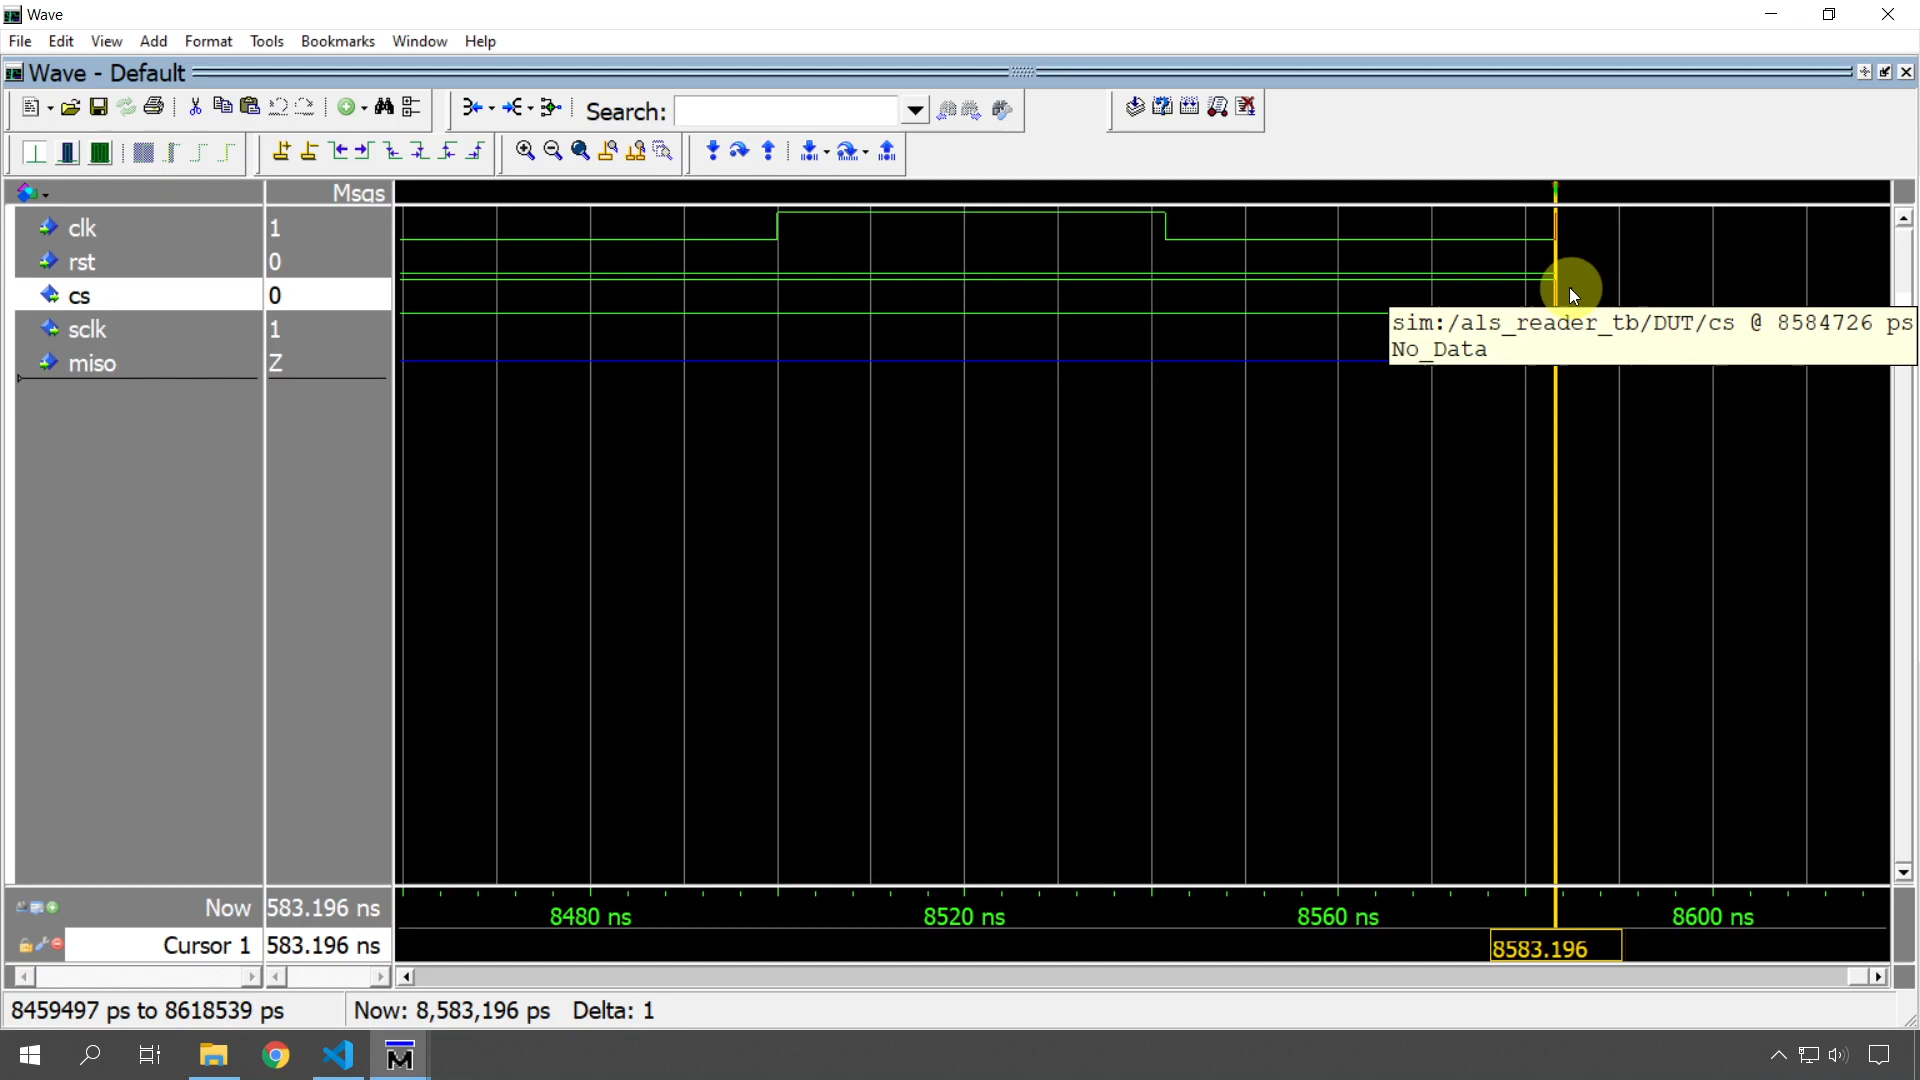 Wave
File Edit View Add Format Tools Bookmarks Window Help
Wave - Default
Search:
Msgs
clk 1
rst 0
cs 0
sclk 1
miso Z
sim:/als_reader_tb/DUT/cs @ 8584726 ps
No_Data
Now 583.196 ns
8480 ns 8520 ns 8560 ns 8600 ns
Cursor 1 583.196 ns
8583.196
8459497 ps to 8618539 ps Now: 8,583,196 ps Delta: 1